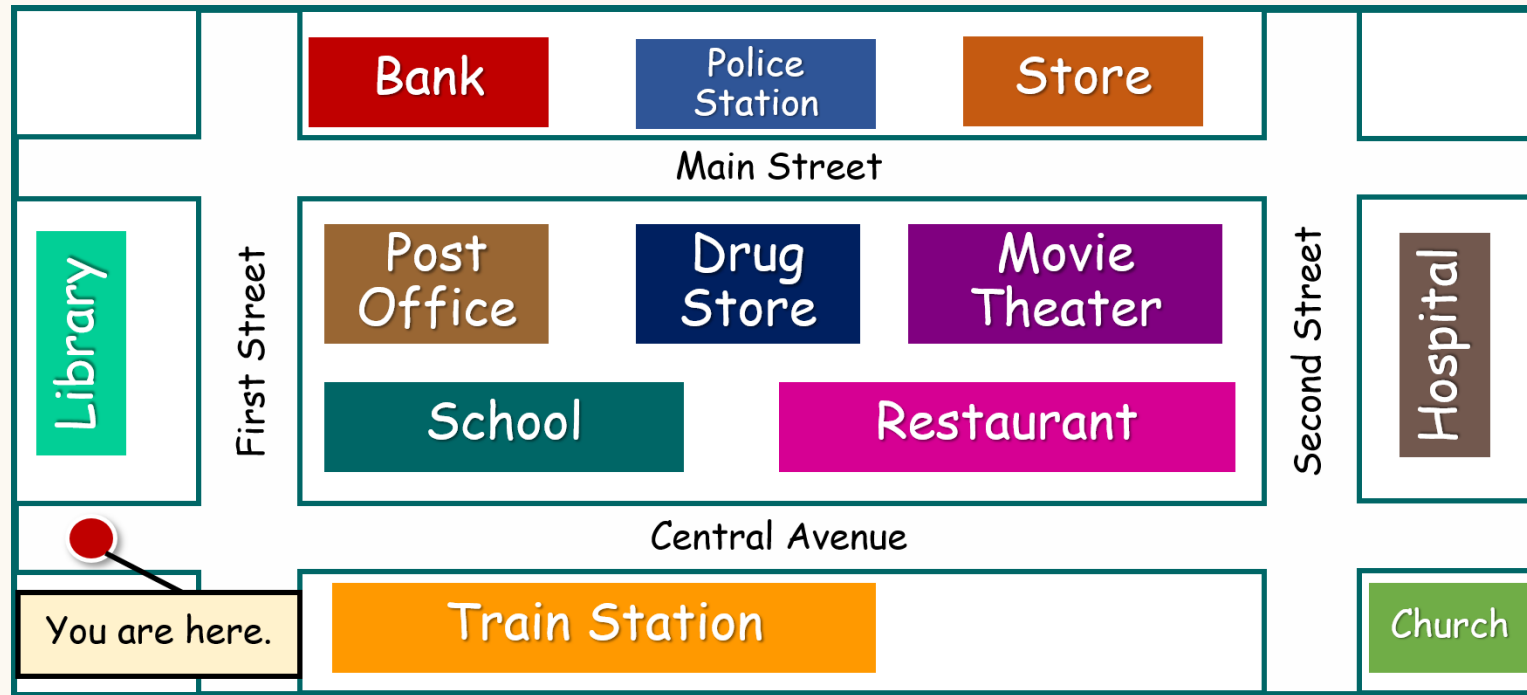 Bank
Police
Station
Store
Main Street
Library
First Street
Post
Office
Drug
Store
Movie
Theater
Second Street
Hospital
School
Restaurant
Central Avenue
You are here.
Train Station
Church